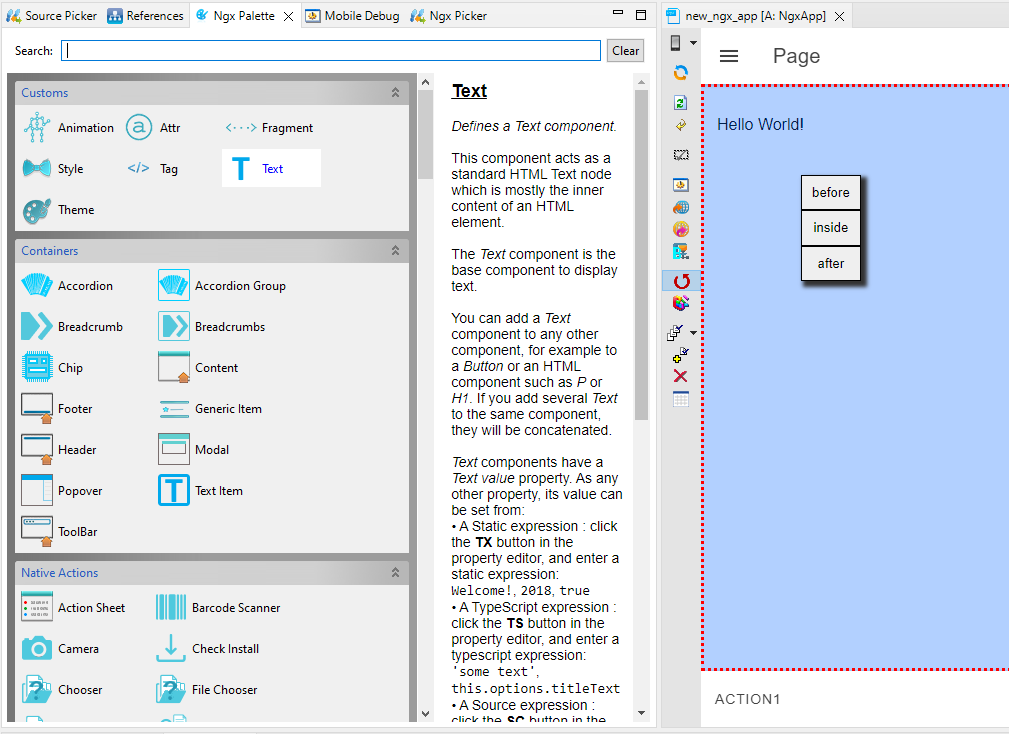 Source Picker References Ngx Palette Mobile Debug Ngx Picker
new_ngx_app [A: NgxApp]
Search: Clear
Customs
Animation Attr Fragment
Style </> Tag Text
Theme
Containers
Accordion Accordion Group
Breadcrumb Breadcrumbs
Chip Content
Footer Generic Item
Header Modal
Popover Text Item
ToolBar
Native Actions
Action Sheet Barcode Scanner
Camera Check Install
Chooser File Chooser
Text
Defines a Text component.
This component acts as a
standard HTML Text node
which is mostly the inner
content of an HTML
element.
The Text component is the
base component to display
text.
You can add a Text
component to any other
component, for example to
a Button or an HTML
component such as P or
H1. If you add several Text
to the same component,
they will be concatenated.
Text components have a
Text value property. As any
other property, its value can
be set from:
• A Static expression : click
the TX button in the
property editor, and enter a
static expression:
Welcome!, 2018, true
• A TypeScript expression :
click the TS button in the
property editor, and enter a
typescript expression:
'some text',
this.options.titleText
• A Source expression :
click the SC button in the
Page
Hello World!
before
inside
after
ACTION1